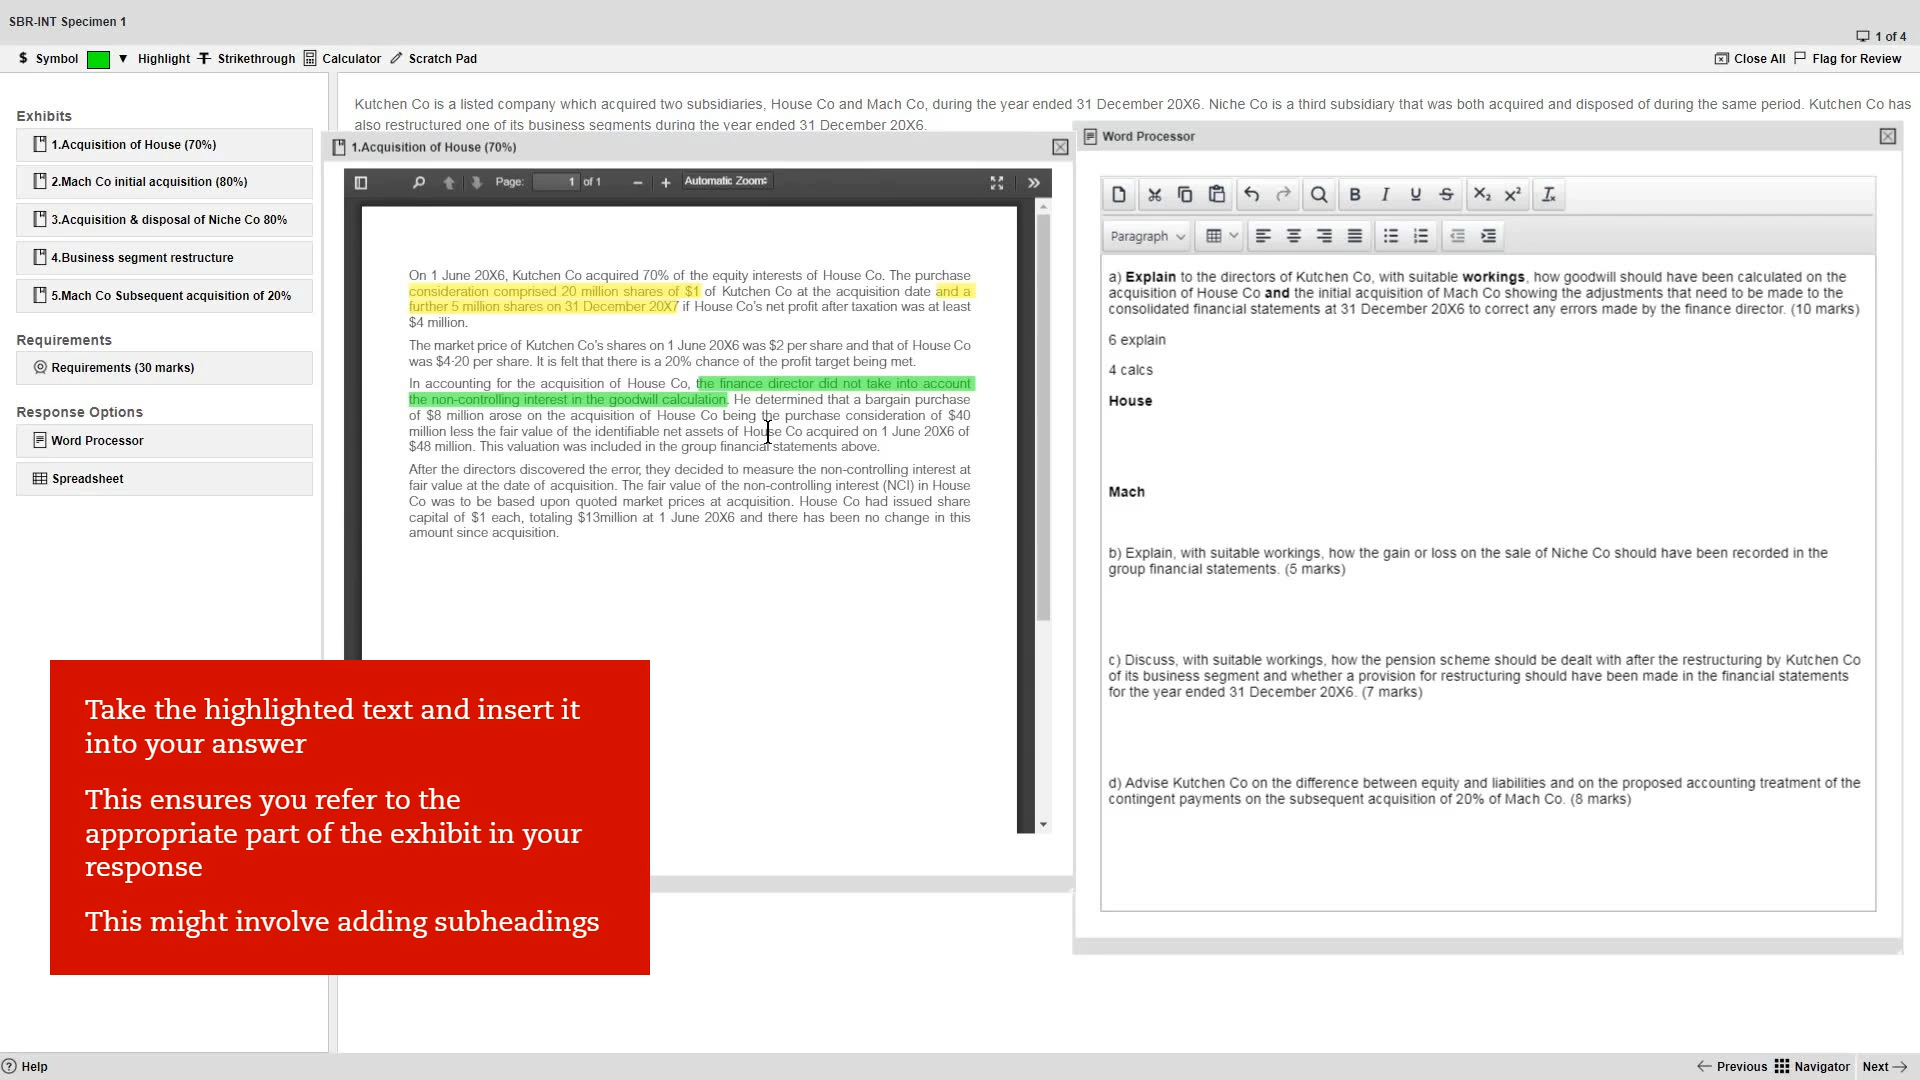 SBR-INT Specimen 1
1 of 4
$ Symbol ▼ Highlight Strikethrough Calculator Scratch Pad
Close All Flag for Review
Exhibits
1.Acquisition of House (70%)
2.Mach Co initial acquisition (80%)
3.Acquisition & disposal of Niche Co 80%
4.Business segment restructure
5.Mach Co Subsequent acquisition of 20%
Requirements
Requirements (30 marks)
Response Options
Word Processor
Spreadsheet
Kutchen Co is a listed company which acquired two subsidiaries, House Co and Mach Co, during the year ended 31 December 20X6. Niche Co is a third subsidiary that was both acquired and disposed of during the same period. Kutchen Co has
also restructured one of its business segments during the year ended 31 December 20X6.
1.Acquisition of House (70%)
Page: 1 of 1 Automatic Zoom
On 1 June 20X6, Kutchen Co acquired 70% of the equity interests of House Co. The purchase
consideration comprised 20 million shares of $1 of Kutchen Co at the acquisition date and a
further 5 million shares on 31 December 20X7 if House Co's net profit after taxation was at least
$4 million.
The market price of Kutchen Co's shares on 1 June 20X6 was $2 per share and that of House Co
was $4·20 per share. It is felt that there is a 20% chance of the profit target being met.
In accounting for the acquisition of House Co, the finance director did not take into account
the non-controlling interest in the goodwill calculation. He determined that a bargain purchase
of $8 million arose on the acquisition of House Co being the purchase consideration of $40
million less the fair value of the identifiable net assets of House Co acquired on 1 June 20X6 of
$48 million. This valuation was included in the group financial statements above.
After the directors discovered the error, they decided to measure the non-controlling interest at
fair value at the date of acquisition. The fair value of the non-controlling interest (NCI) in House
Co was to be based upon quoted market prices at acquisition. House Co had issued share
capital of $1 each, totaling $13million at 1 June 20X6 and there has been no change in this
amount since acquisition.
Word Processor
B I U S X₂ X² Ix
Paragraph
a) Explain to the directors of Kutchen Co, with suitable workings, how goodwill should have been calculated on the
acquisition of House Co and the initial acquisition of Mach Co showing the adjustments that need to be made to the
consolidated financial statements at 31 December 20X6 to correct any errors made by the finance director. (10 marks)
6 explain
4 calcs
House
Mach
b) Explain, with suitable workings, how the gain or loss on the sale of Niche Co should have been recorded in the
group financial statements. (5 marks)
c) Discuss, with suitable workings, how the pension scheme should be dealt with after the restructuring by Kutchen Co
of its business segment and whether a provision for restructuring should have been made in the financial statements
for the year ended 31 December 20X6. (7 marks)
d) Advise Kutchen Co on the difference between equity and liabilities and on the proposed accounting treatment of the
contingent payments on the subsequent acquisition of 20% of Mach Co. (8 marks)
Take the highlighted text and insert it
into your answer
This ensures you refer to the
appropriate part of the exhibit in your
response
This might involve adding subheadings
Help
Previous Navigator Next